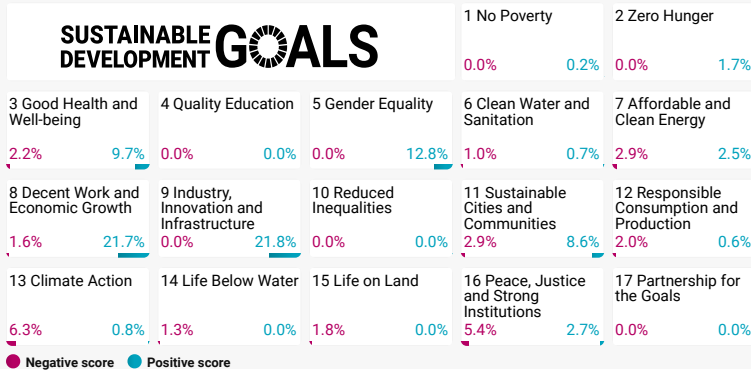 SUSTAINABLE
DEVELOPMENT
GOALS
1 No Poverty
0.0% 0.2%
2 Zero Hunger
0.0% 1.7%
3 Good Health and
Well-being
2.2% 9.7%
4 Quality Education
0.0% 0.0%
5 Gender Equality
0.0% 12.8%
6 Clean Water and
Sanitation
1.0% 0.7%
7 Affordable and
Clean Energy
2.9% 2.5%
8 Decent Work and
Economic Growth
1.6% 21.7%
9 Industry,
Innovation and
Infrastructure
0.0% 21.8%
10 Reduced
Inequalities
0.0% 0.0%
11 Sustainable
Cities and
Communities
2.9% 8.6%
12 Responsible
Consumption and
Production
2.0% 0.6%
13 Climate Action
6.3% 0.8%
14 Life Below Water
1.3% 0.0%
15 Life on Land
1.8% 0.0%
16 Peace, Justice
and Strong
Institutions
5.4% 2.7%
17 Partnership for
the Goals
0.0% 0.0%
Negative score Positive score